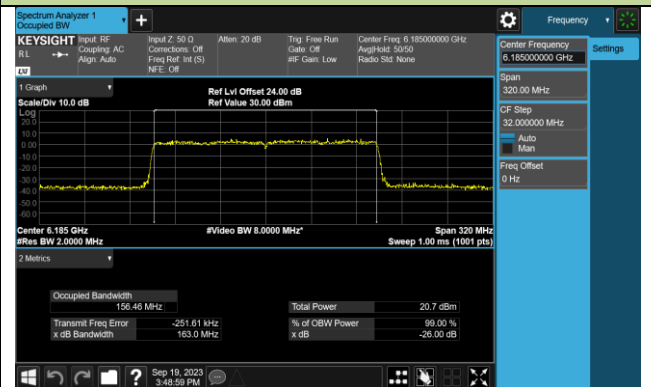 Spectrum Analyzer 1
Occupied BW
Frequency
KEYSIGHT
RL
Input: RF
Coupling: AC
Align: Auto
Input Z: 50 Ω
Corrections: Off
Freq Ref: Int (S)
NFE: Off
Atten: 20 dB
Trig: Free Run
Gate: Off
#IF Gain: Low
Center Freq: 6.185000000 GHz
Avg|Hold: 50/50
Radio Std: None
LXI
1 Graph
Scale/Div 10.0 dB
Ref Lvl Offset 24.00 dB
Ref Value 30.00 dBm
Log
20.0
10.0
0.00
-10.0
-20.0
-30.0
-40.0
-50.0
-60.0
Center 6.185 GHz
#Res BW 2.0000 MHz
#Video BW 8.0000 MHz*
Span 320 MHz
Sweep 1.00 ms (1001 pts)
2 Metrics
Occupied Bandwidth
156.46 MHz
Total Power 20.7 dBm
Transmit Freq Error -251.61 kHz
% of OBW Power 99.00 %
x dB Bandwidth 163.0 MHz
x dB -26.00 dB
Center Frequency
6.185000000 GHz
Settings
Span
320.00 MHz
CF Step
32.000000 MHz
Auto
Man
Freq Offset
0 Hz
?
Sep 19, 2023
3:48:59 PM